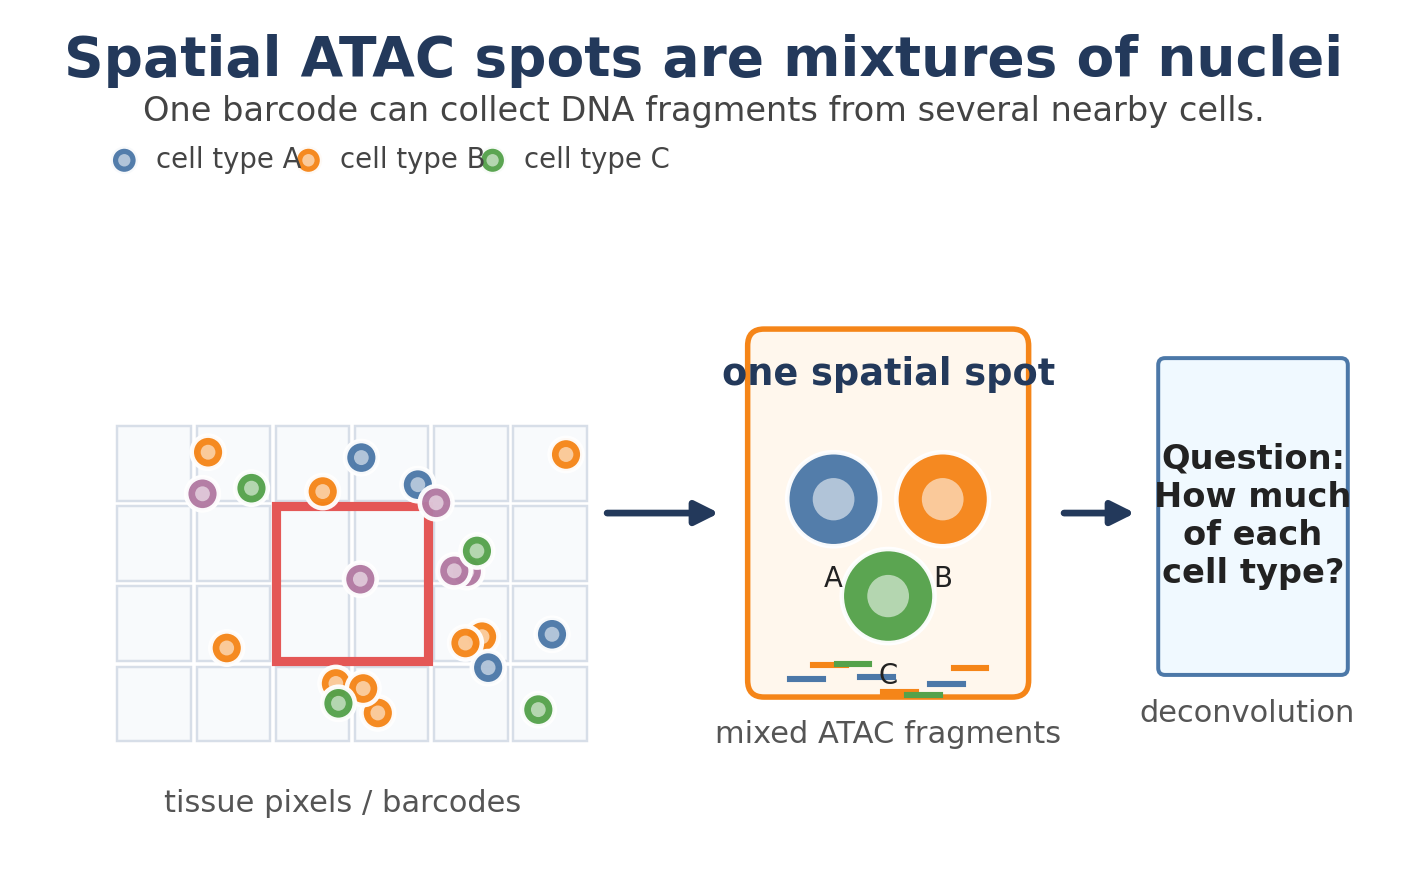 Spatial ATAC spots are mixtures of nuclei
One barcode can collect DNA fragments from several nearby cells.
cell type A cell type B cell type C
one spatial spot
A B
C
mixed ATAC fragments
Question:
How much
of each
cell type?
deconvolution
tissue pixels / barcodes